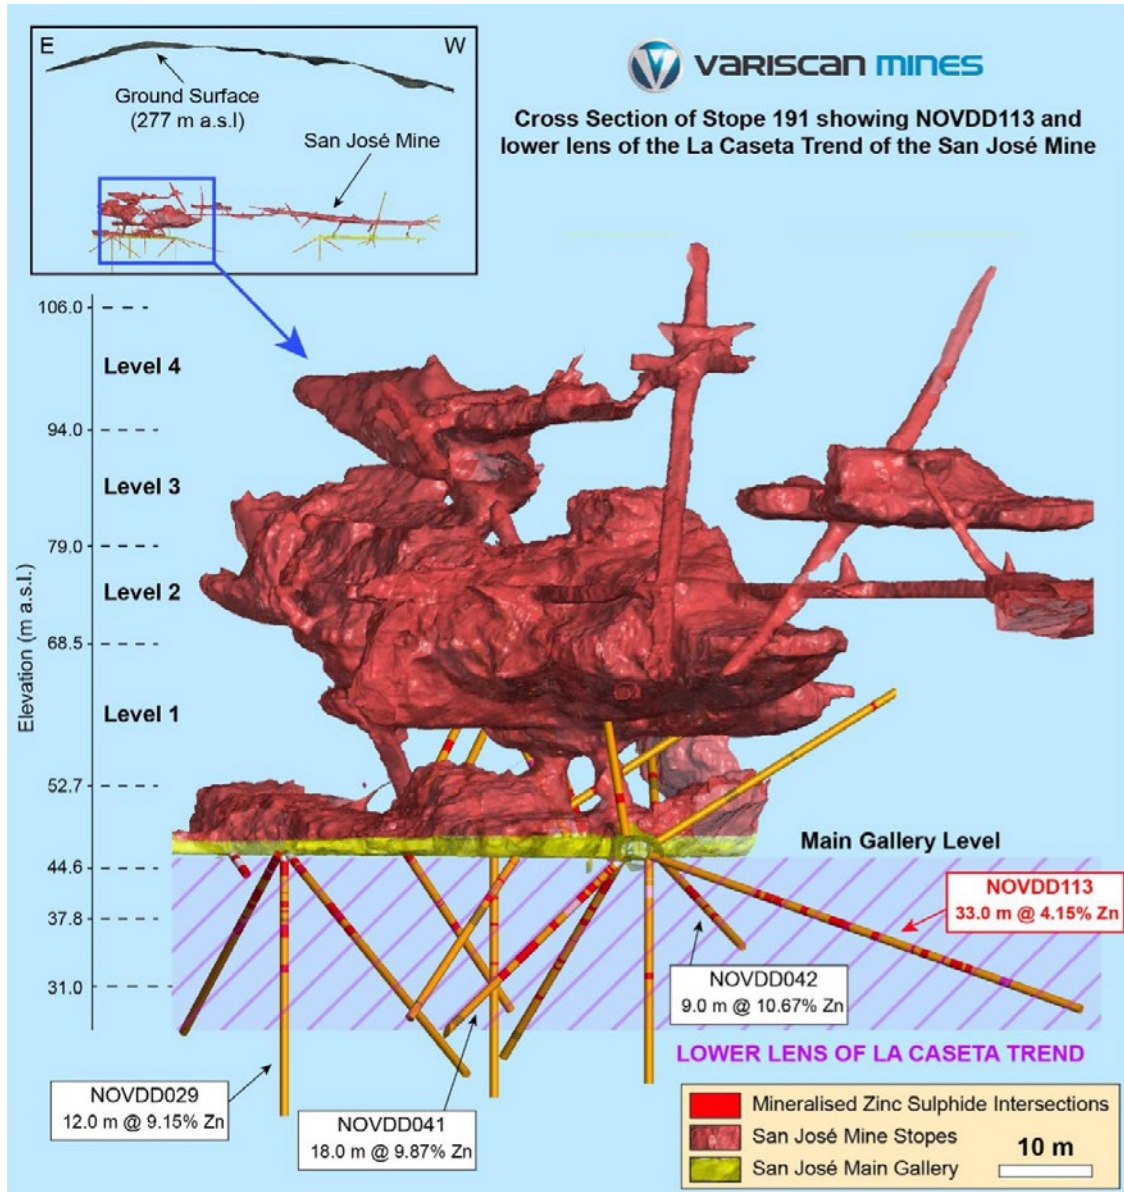 E
W
Ground Surface
(277 m a.s.l)
San José Mine
VARISCAN MINES
Cross Section of Stope 191 showing NOVDD113 and
lower lens of the La Caseta Trend of the San José Mine
Elevation (m a.s.l.)
106.0
Level 4
94.0
Level 3
79.0
Level 2
68.5
Level 1
52.7
Main Gallery Level
44.6
37.8
31.0
NOVDD113
33.0 m @ 4.15% Zn
NOVDD042
9.0 m @ 10.67% Zn
LOWER LENS OF LA CASETA TREND
NOVDD029
12.0 m @ 9.15% Zn
NOVDD041
18.0 m @ 9.87% Zn
Mineralised Zinc Sulphide Intersections
San José Mine Stopes
San José Main Gallery
10 m